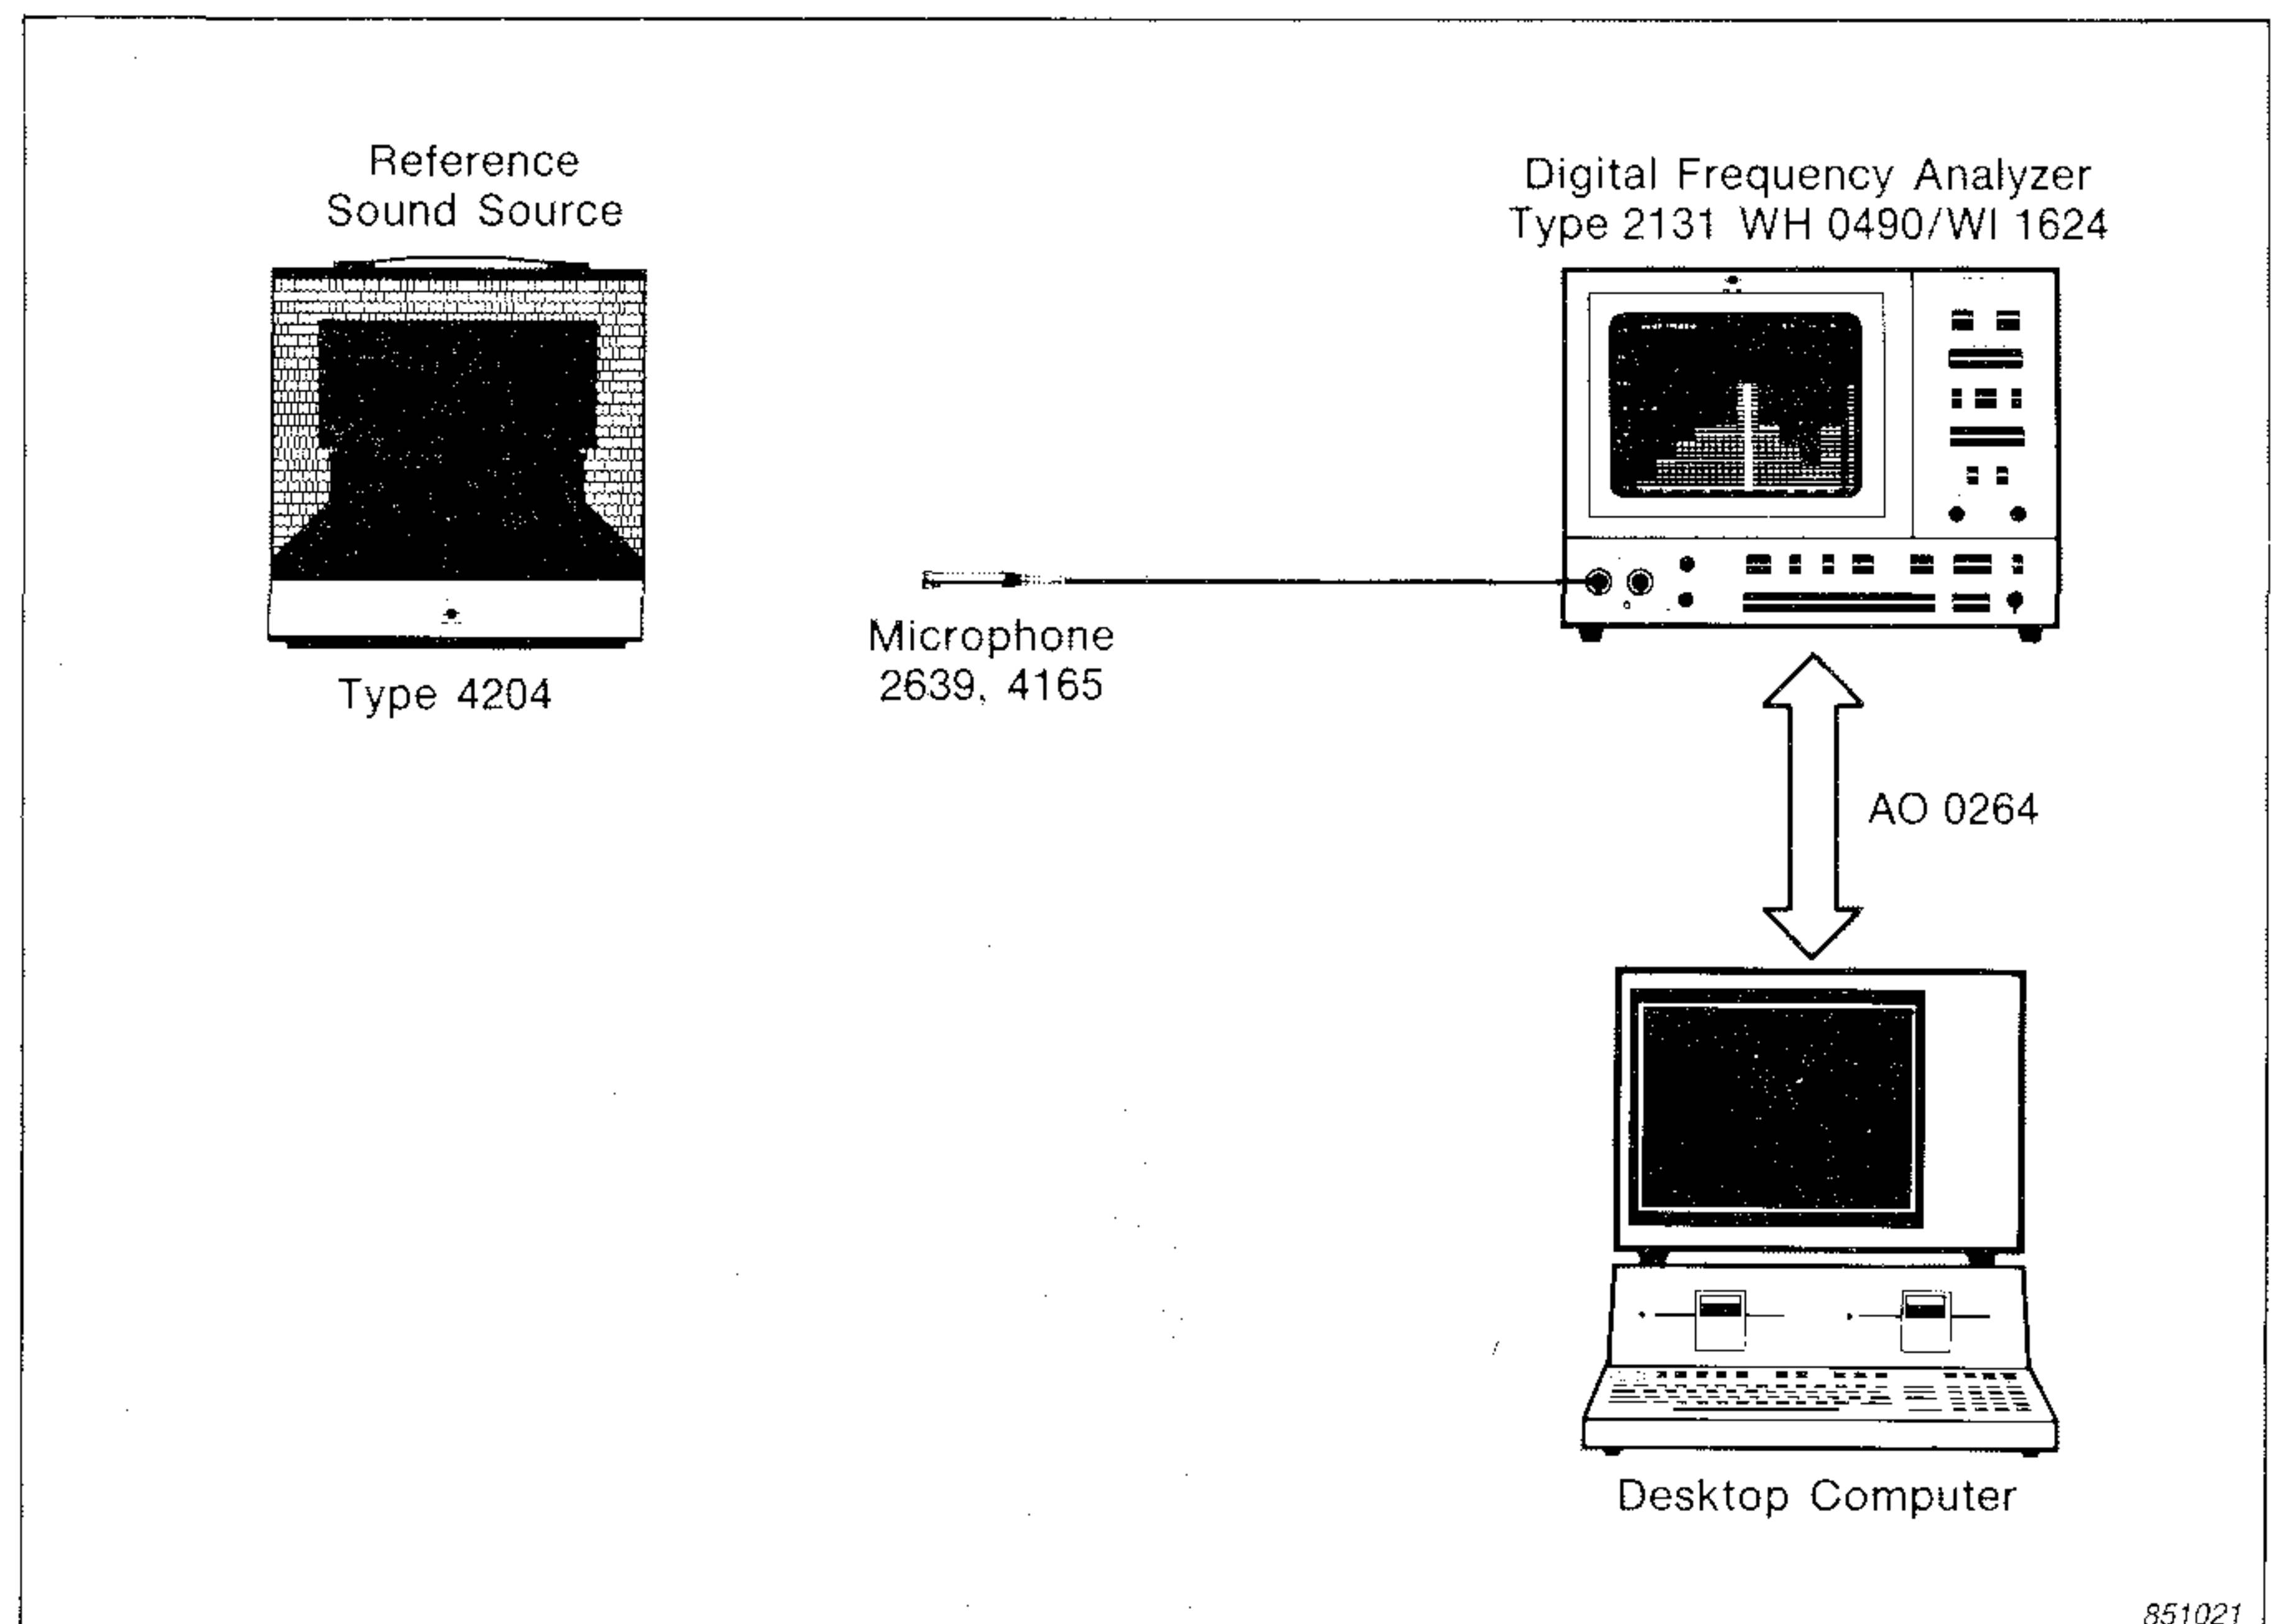 Reference
Sound Source
Type 4204
Microphone
2639, 4165
Digital Frequency Analyzer
Type 2131 WH 0490/WI 1624
AO 0264
Desktop Computer
851021